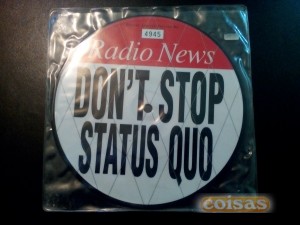 4945
Radio News
DON'T STOP
STATUS QUO
coisas